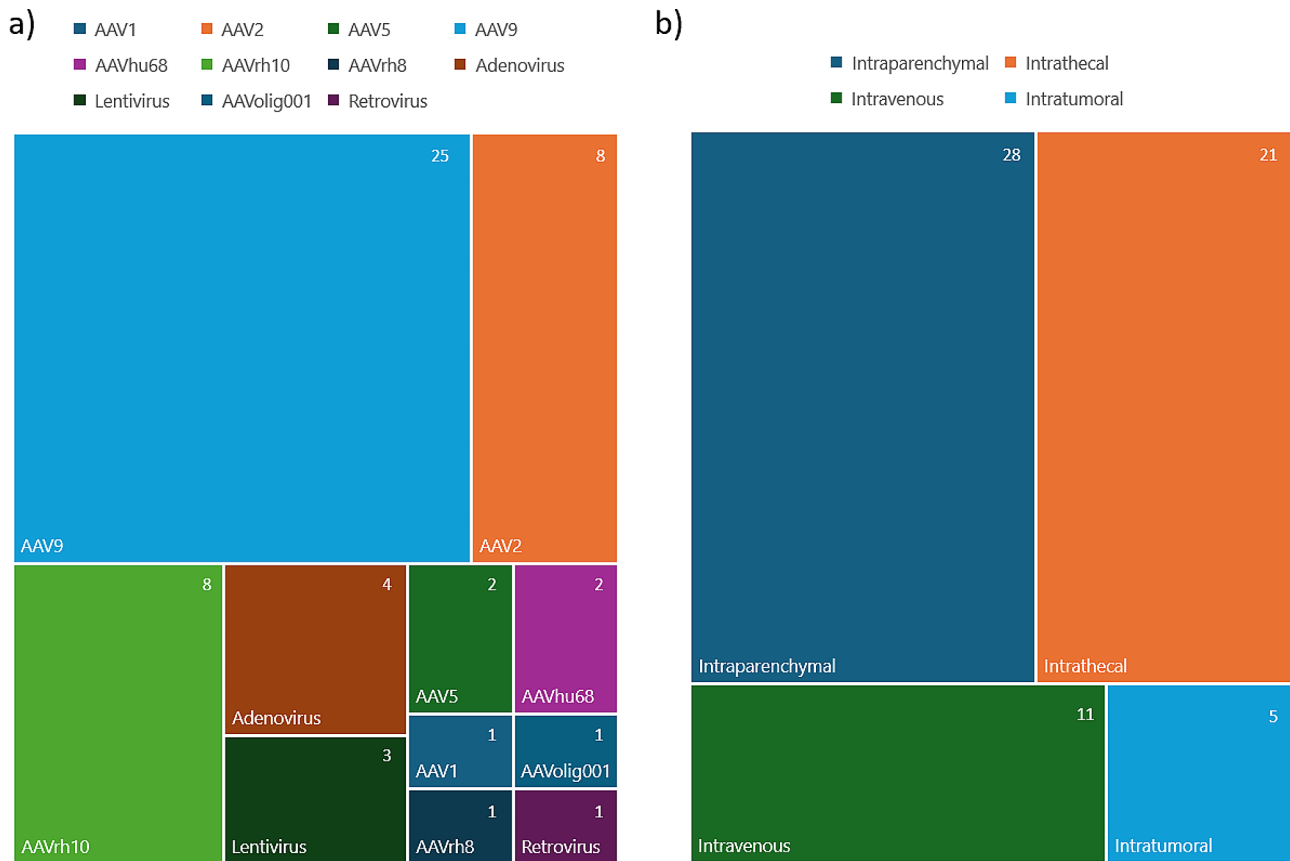 a)
AAV1 AAV2 AAV5 AAV9
AAVhu68 AAVrh10 AAVrh8 Adenovirus
Lentivirus AAVolig001 Retrovirus
25
AAV9
8
AAV2
8
AAVrh10
4
Adenovirus
3
Lentivirus
2
AAV5
2
AAVhu68
1
AAV1
1
AAVolig001
1
AAVrh8
1
Retrovirus
b)
Intraparenchymal Intrathecal
Intravenous Intratumoral
28
Intraparenchymal
21
Intrathecal
11
Intravenous
5
Intratumoral